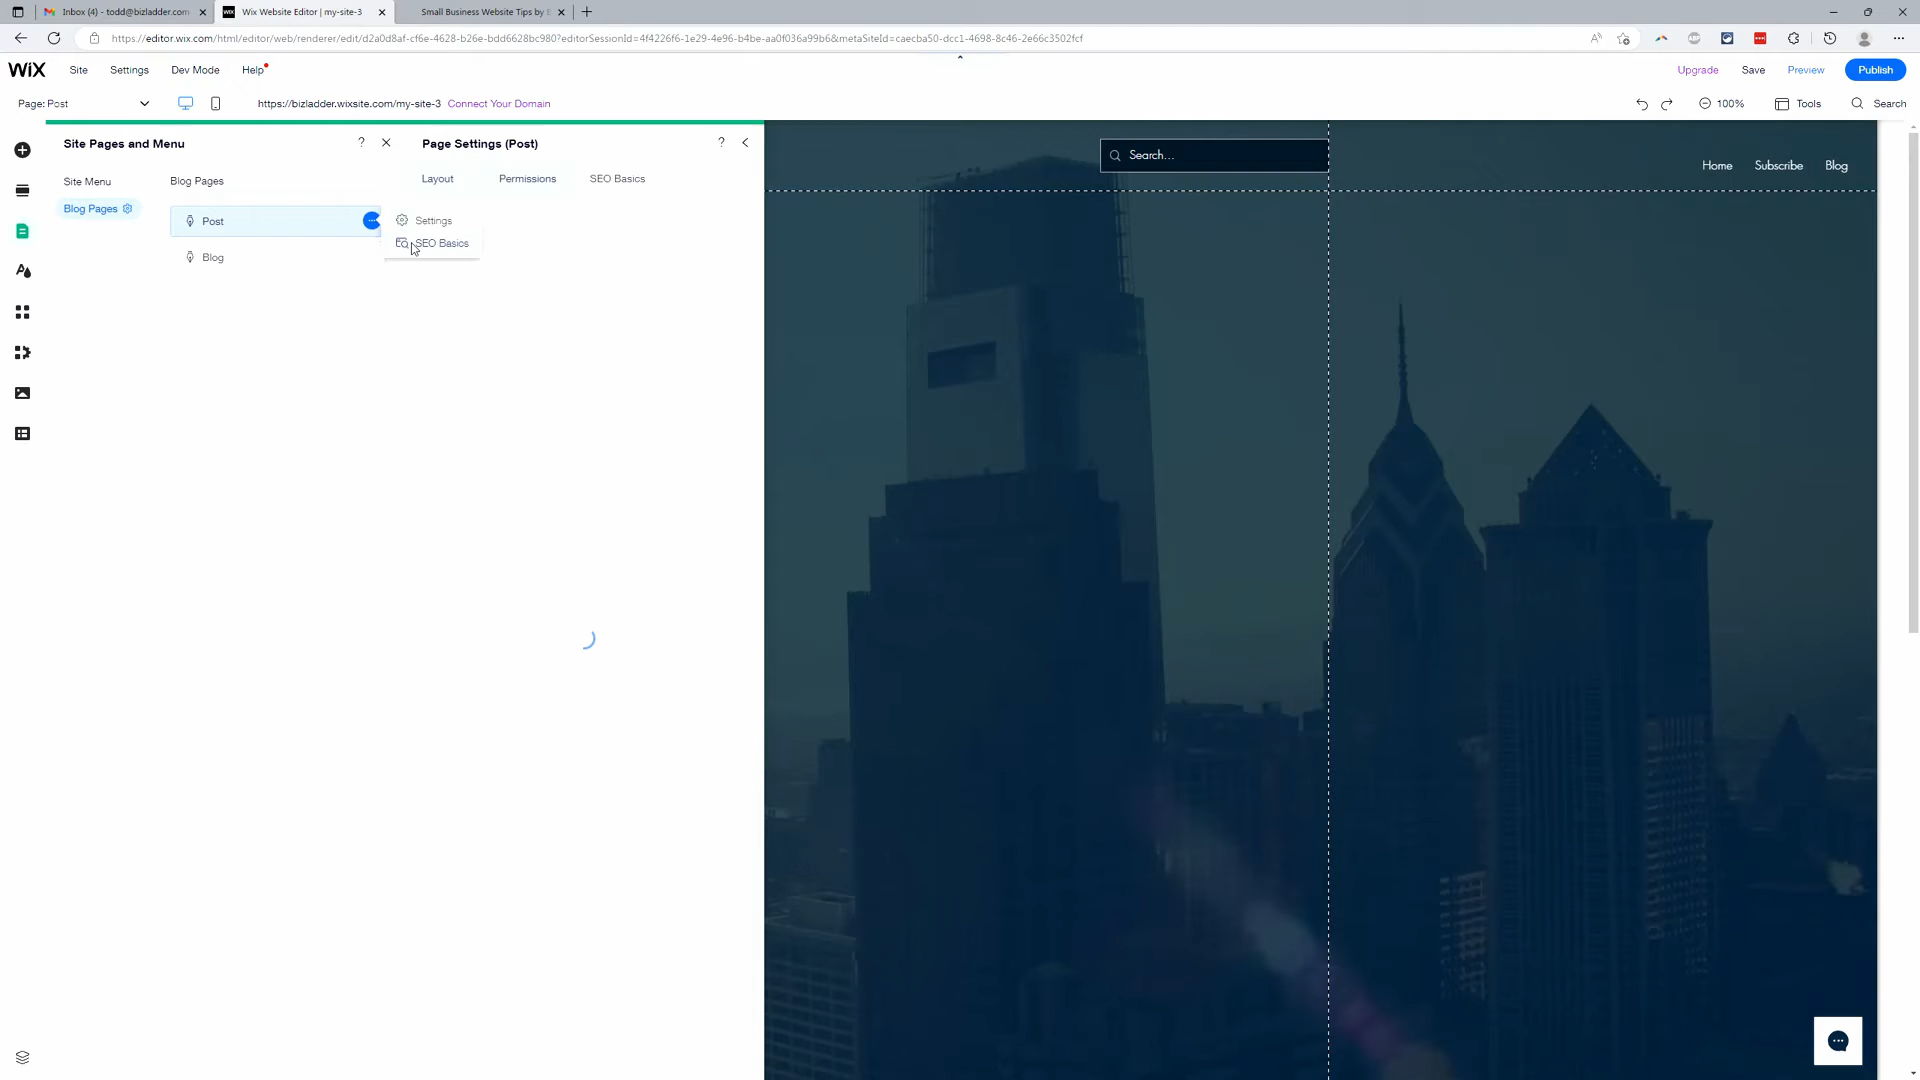 Inbox (4) - todd@bizladder.com
Wix Website Editor | my-site-3
Small Business Website Tips by
https://editor.wix.com/html/editor/web/renderer/edit/d2a0d8af-cf6e-4628-b26e-bdd6628bc980?editorSessionId=4f4226f6-1e29-4e96-b4be-aa0f036a99b6&metaSiteId=caecba50-dcc1-4698-8c46-2e66c3502fcf
WiX Site Settings Dev Mode Help Upgrade Save Preview Publish
Page: Post https://bizladder.wixsite.com/my-site-3 Connect Your Domain 100% Tools Search
Site Pages and Menu ?
Page Settings (Post) ?
Site Menu
Blog Pages
Blog Pages
Post
Blog
Layout Permissions SEO Basics
Settings
SEO Basics
Search...
Home Subscribe Blog